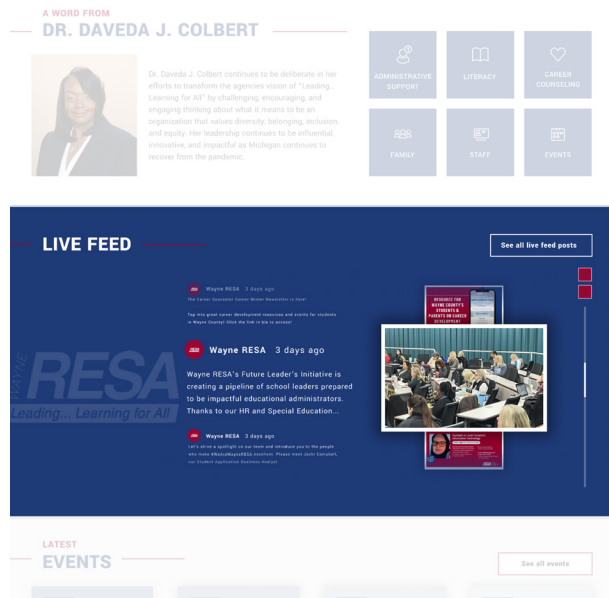 A WORD FROM
DR. DAVEDA J. COLBERT
Dr. Daveda J. Colbert continues to be deliberate in her
efforts to transform the agencies vision of "Leading...
Learning for All" by challenging, encouraging, and
engaging thinking about what it means to be an
organization that values diversity, belonging, inclusion,
and equity. Her leadership continues to be influential,
innovative, and impactful as Michigan continues to
recover from the pandemic.
ADMINISTRATIVE
SUPPORT
LITERACY
CAREER
COUNSELING
FAMILY
STAFF
EVENTS
LIVE FEED
See all live feed posts
Wayne RESA 3 days ago
The Career Counselor Career Winter Newsletter is Here!
Tap into great career development resources and events for students
in Wayne County! Click the link in bio to access!
Wayne RESA 3 days ago
Wayne RESA's Future Leader's Initiative is
creating a pipeline of school leaders prepared
to be impactful educational administrators.
Thanks to our HR and Special Education...
Wayne RESA 3 days ago
Let's shine a spotlight on our team and introduce you to the people
who make #WeAreWayneRESA excellent. Please meet Joshi Campbell,
our Student Application Business Analyst
WAYNE
RESA
Leading... Learning for All
RESOURCE FOR
WAYNE COUNTY'S
STUDENTS &
PARENTS ON CAREER
DEVELOPMENT
LATEST
EVENTS
See all events